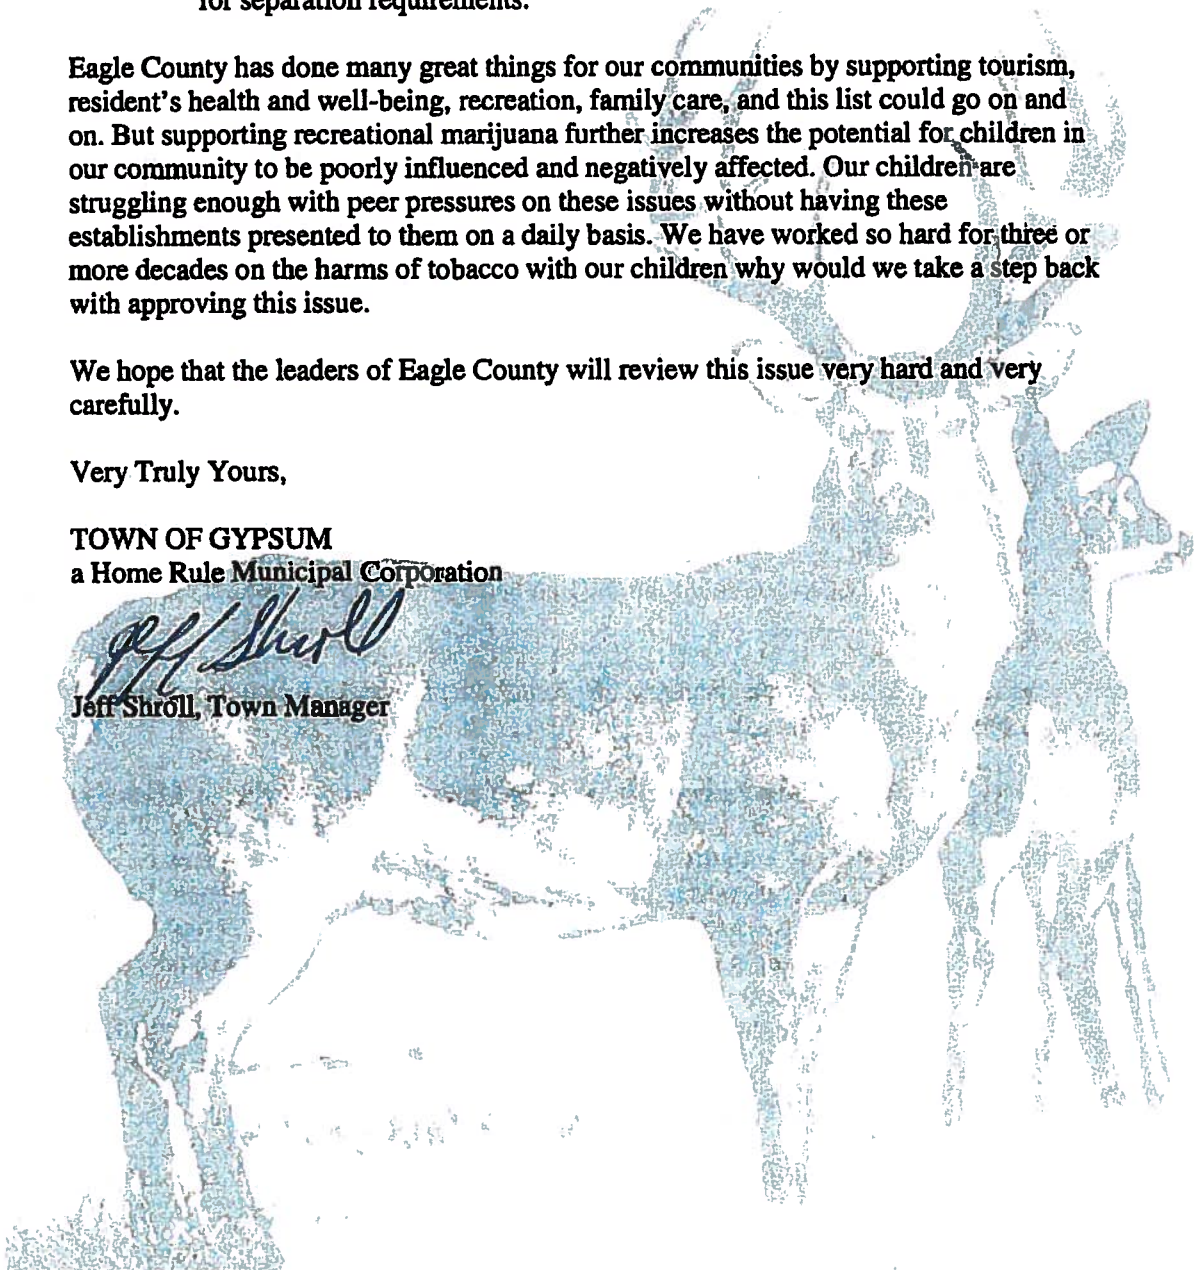 for separation requirements.
Eagle County has done many great things for our communities by supporting tourism,
resident's health and well-being, recreation, family care, and this list could go on and
on. But supporting recreational marijuana further increases the potential for children in
our community to be poorly influenced and negatively affected. Our children are
struggling enough with peer pressures on these issues without having these
establishments presented to them on a daily basis. We have worked so hard for three or
more decades on the harms of tobacco with our children why would we take a step back
with approving this issue.
We hope that the leaders of Eagle County will review this issue very hard and very
carefully.
Very Truly Yours,
TOWN OF GYPSUM
a Home Rule Municipal Corporation
Jeff Shroll
Jeff Shroll, Town Manager